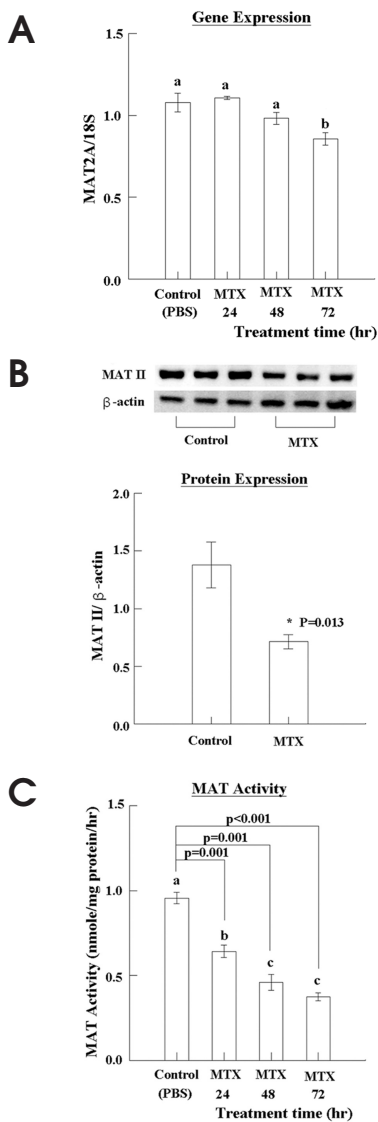 A
Gene Expression
MAT2A/18S
1.5
1.0
0.5
0.0
a
a
a
b
Control MTX MTX MTX
(PBS) 24 48 72
Treatment time (hr)
B
MAT II
β-actin
Control MTX
Protein Expression
MAT II/ β-actin
2.0
1.5
1.0
0.5
0.0
* P=0.013
Control MTX
C
MAT Activity
MAT Activity (nmole/mg protein/hr)
1.5
1.0
0.5
0.0
p<0.001
p=0.001
p=0.001
a
b
c
c
Control MTX MTX MTX
(PBS) 24 48 72
Treatment time (hr)